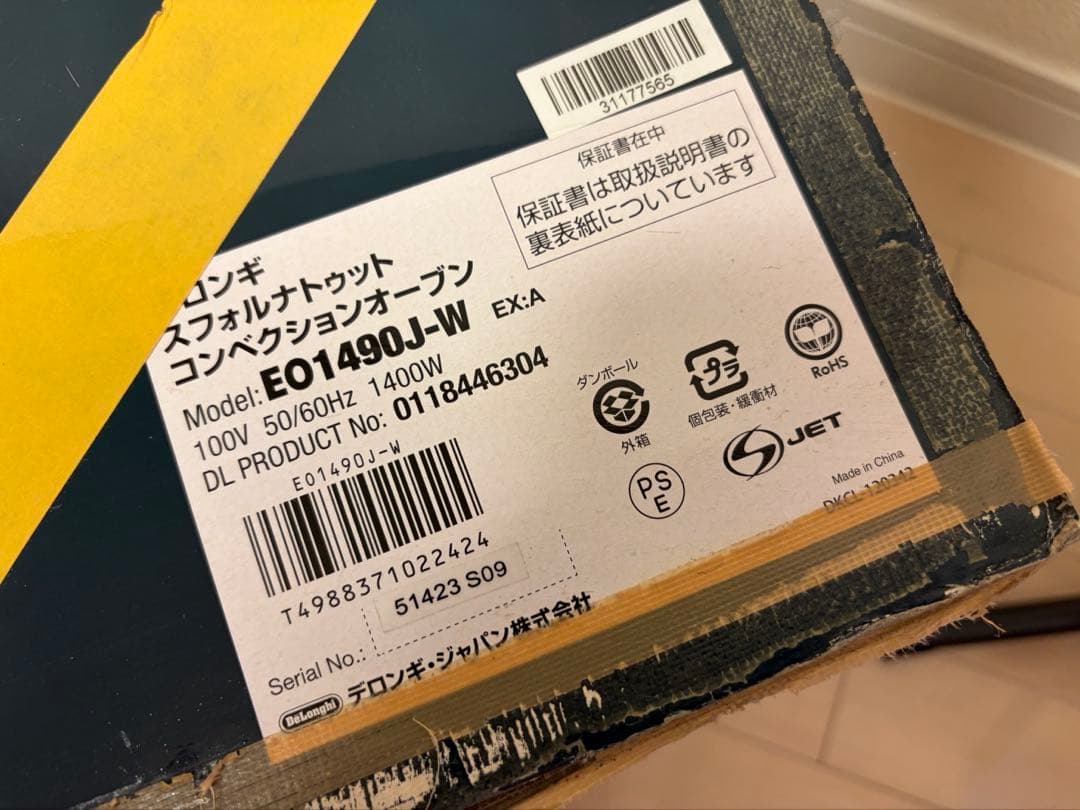 31177565
保証書在中
保証書は取扱説明書の
裏表紙についています
ロンギ
スフォルナトゥット
コンベクションオーブン
Model: EO1490J-W EX:A
100V 50/60Hz 1400W
DL PRODUCT No: 0118446304
EO1490J-W
T4988371022424
51423 S09
Serial No.:
DeLonghi デロンギ・ジャパン株式会社
ダンボール
外箱
プラ
個包装・緩衝材
RoHS
PS
E
JET
Made in China